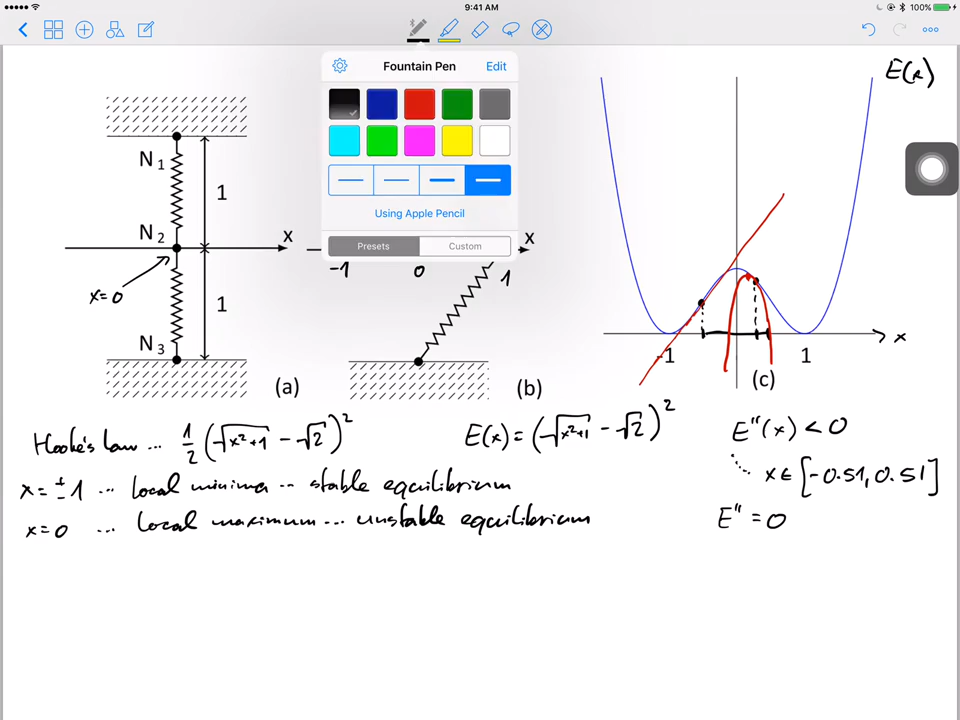 9:41 AM
100%
Fountain Pen
Edit
Using Apple Pencil
Presets
Custom
N1
1
N2
X
x=0
1
N3
(a)
X
-1
0
1
(b)
E(x)
x
-1
1
(c)
Hooke's law ... 1/2 (√x²+1 - √2)²
E(x) = (√x²+1 - √2)²
E''(x) < 0
x ∈ [-0.51, 0.51]
x = ±1 ... local minima ... stable equilibrium
x=0 ... local maximum ... unstable equilibrium
E'' = 0